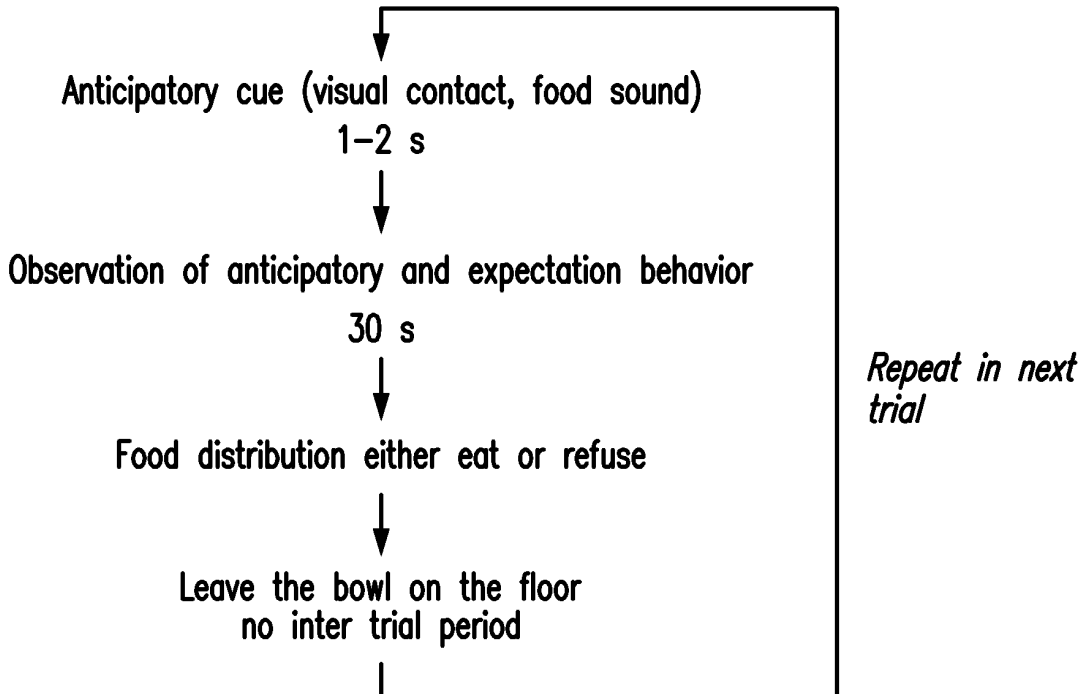 Anticipatory cue (visual contact, food sound)
1–2 s
Observation of anticipatory and expectation behavior
30 s
Repeat in next
trial
Food distribution either eat or refuse
Leave the bowl on the floor
no inter trial period